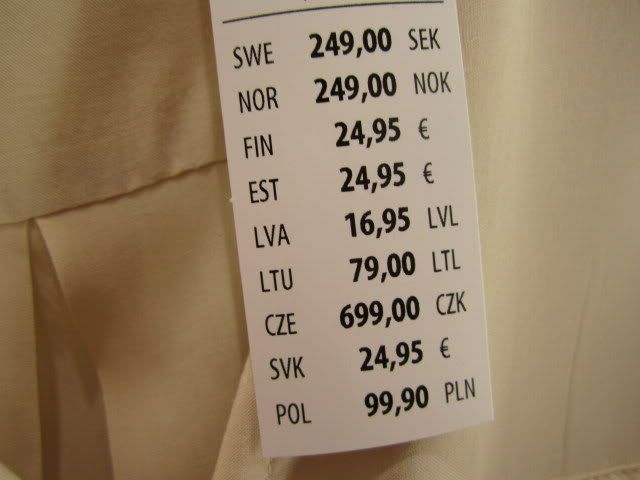 SWE 249,00 SEK
NOR 249,00 NOK
FIN 24,95 €
EST 24,95 €
LVA 16,95 LVL
LTU 79,00 LTL
CZE 699,00 CZK
SVK 24,95 €
POL 99,90 PLN